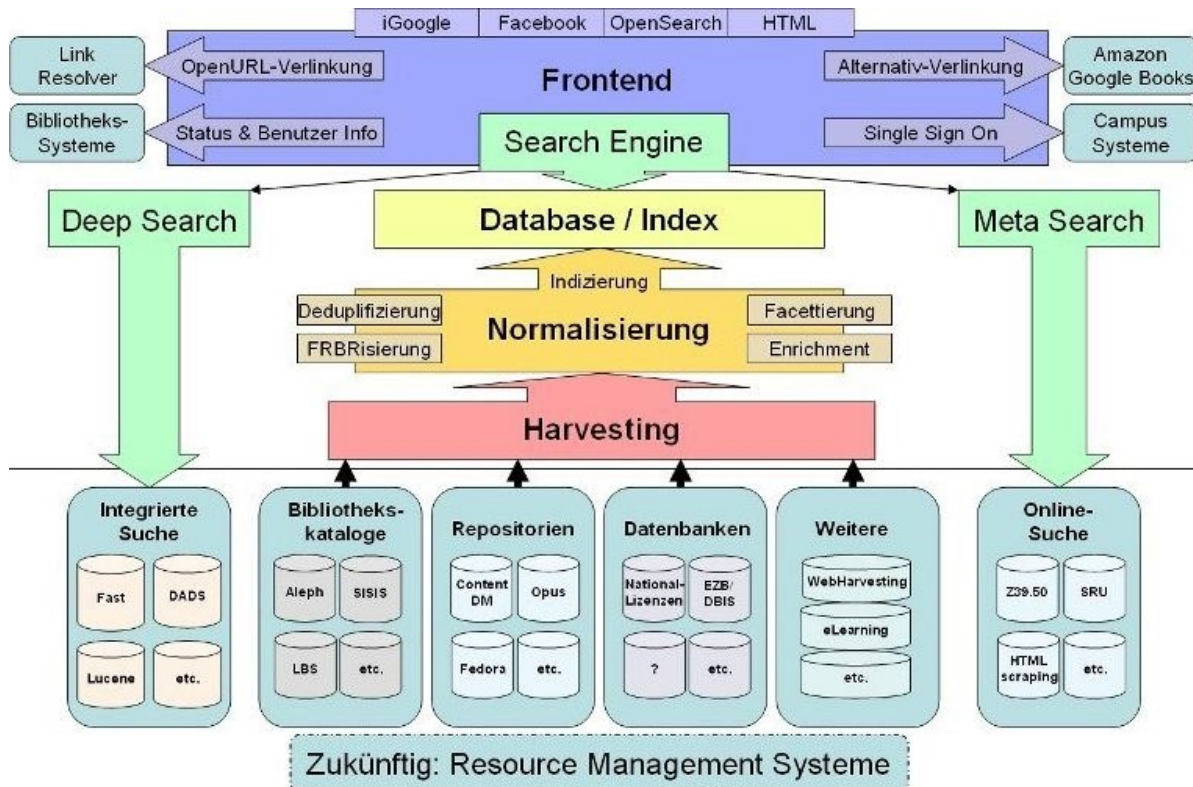 iGoogle
Facebook
OpenSearch
HTML
Link
Resolver
OpenURL-Verlinkung
Frontend
Alternativ-Verlinkung
Amazon
Google Books
Bibliotheks-
Systeme
Status & Benutzer Info
Search Engine
Single Sign On
Campus
Systeme
Deep Search
Database / Index
Meta Search
Indizierung
Deduplifizierung
Normalisierung
Facettierung
FRBRisierung
Enrichment
Harvesting
Integrierte
Suche
Fast
DADS
Lucene
etc.
Bibliotheks-
kataloge
Aleph
SISIS
LBS
etc.
Repositorien
Content
DM
Opus
Fedora
etc.
Datenbanken
National-
Lizenzen
EZB/
DBIS
?
etc.
Weitere
WebHarvesting
eLearning
etc.
Online-
Suche
Z39.50
SRU
HTML
scraping
etc.
Zukünftig: Resource Management Systeme